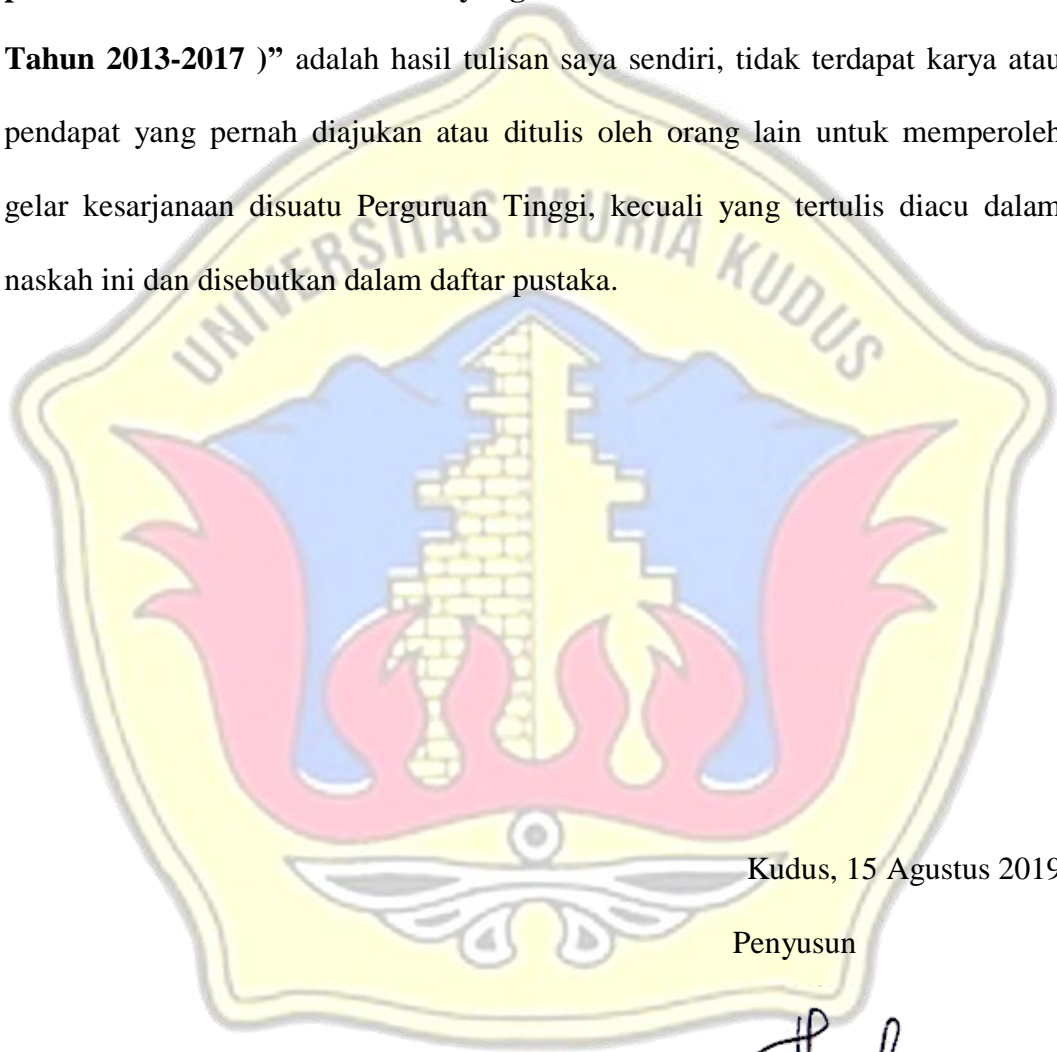 Tahun 2013-2017 )” adalah hasil tulisan saya sendiri, tidak terdapat karya atau
pendapat yang pernah diajukan atau ditulis oleh orang lain untuk memperoleh
gelar kesarjanaan disuatu Perguruan Tinggi, kecuali yang tertulis diacu dalam
naskah ini dan disebutkan dalam daftar pustaka.
UNIVERSITAS MURIA KUDUS
Kudus, 15 Agustus 2019
Penyusun